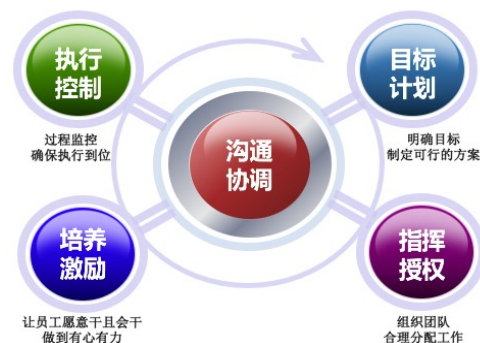 执行
控制
过程监控
确保执行到位
目标
计划
明确目标
制定可行的方案
沟通
协调
培养
激励
让员工愿意干且会干
做到有心有力
指挥
授权
组织团队
合理分配工作